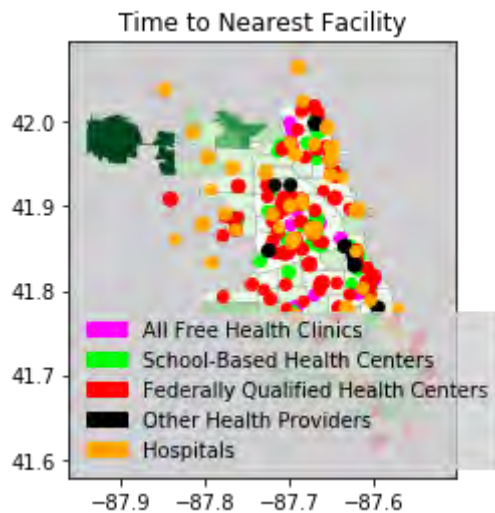 Time to Nearest Facility
42.0
41.9
41.8
All Free Health Clinics
School-Based Health Centers
41.7
Federally Qualified Health Centers
Other Health Providers
41.6
Hospitals
−87.9 −87.8 −87.7 −87.6